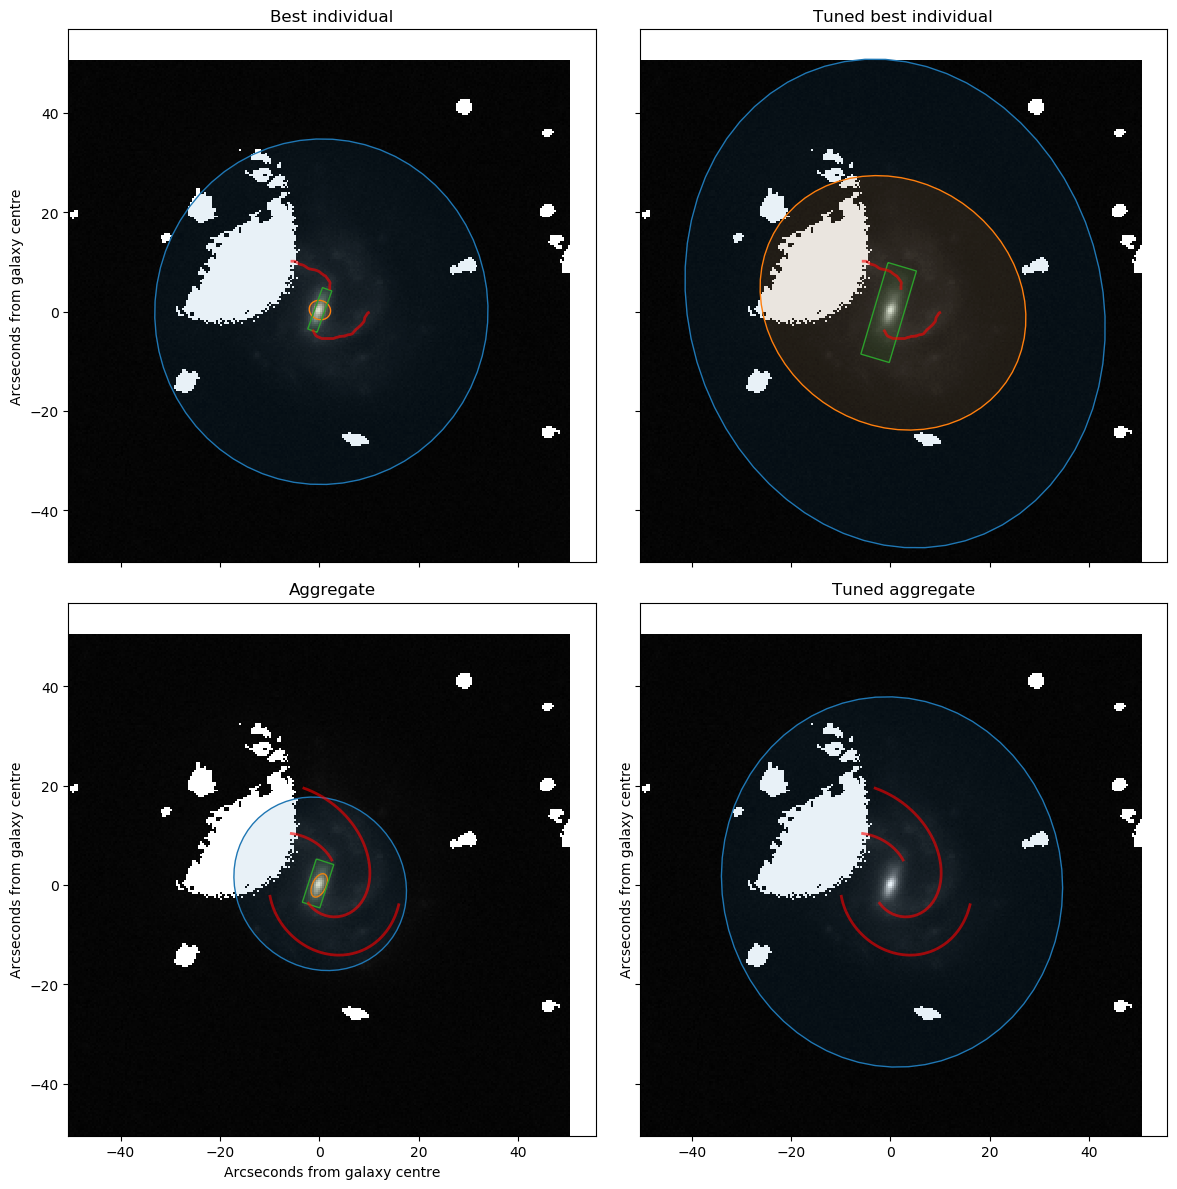 Best individual
Tuned best individual
Arcseconds from galaxy centre
40
20
0
−20
−40
Aggregate
Tuned aggregate
Arcseconds from galaxy centre
40
20
0
−20
−40
Arcseconds from galaxy centre
−40 −20 0 20 40
−40 −20 0 20 40
Arcseconds from galaxy centre